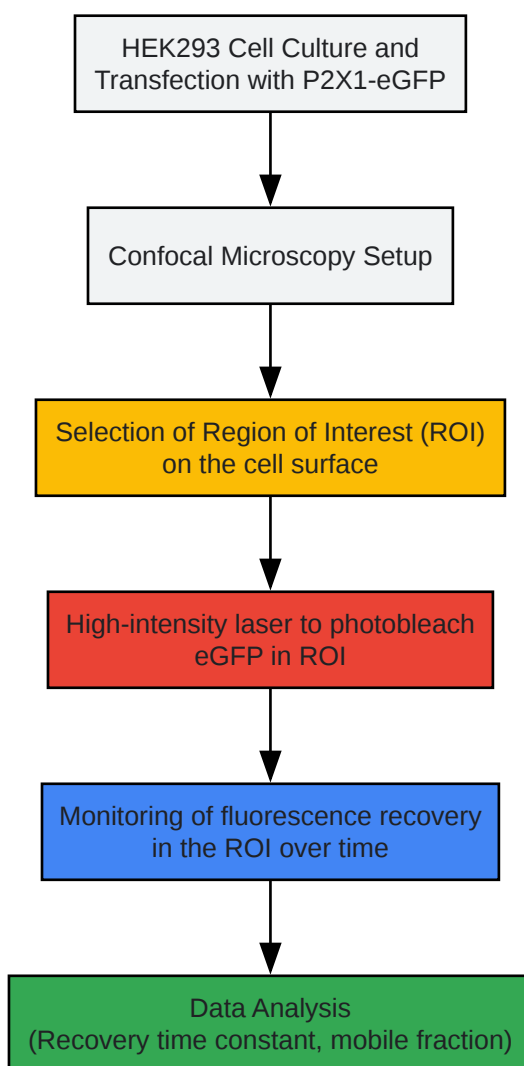 HEK293 Cell Culture and
Transfection with P2X1-eGFP
Confocal Microscopy Setup
Selection of Region of Interest (ROI)
on the cell surface
High-intensity laser to photobleach
eGFP in ROI
Monitoring of fluorescence recovery
in the ROI over time
Data Analysis
(Recovery time constant, mobile fraction)